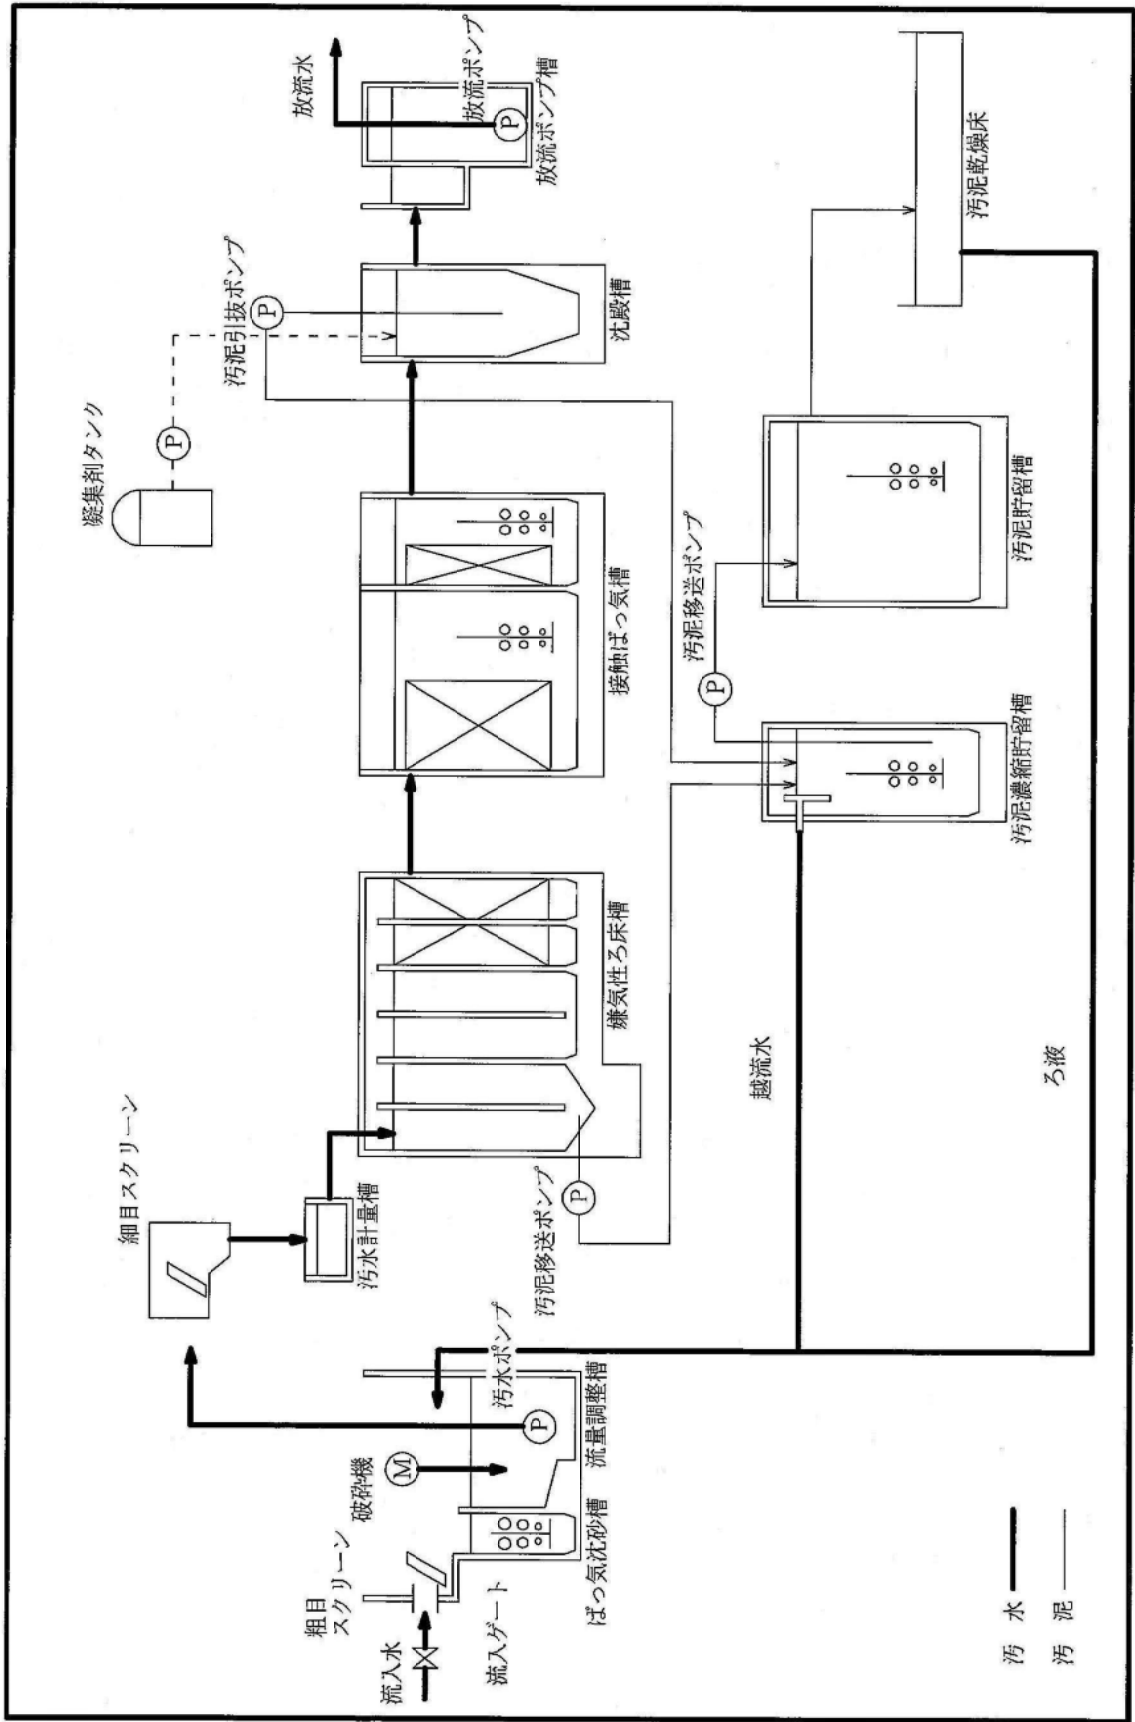 流入水
粗目
スクリーン
流入ゲート
ばっ気沈砂槽
破砕機
M
汚水ポンプ
P
流量調整槽
細目スクリーン
汚水計量槽
嫌気性ろ床槽
汚泥移送ポンプ
P
接触ばっ気槽
凝集剤タンク
P
汚泥引抜ポンプ
P
沈殿槽
放流水
放流ポンプ
P
放流ポンプ槽
越流水
汚泥濃縮貯留槽
汚泥移送ポンプ
P
汚泥貯留槽
汚泥乾燥床
ろ液
汚 水
汚 泥